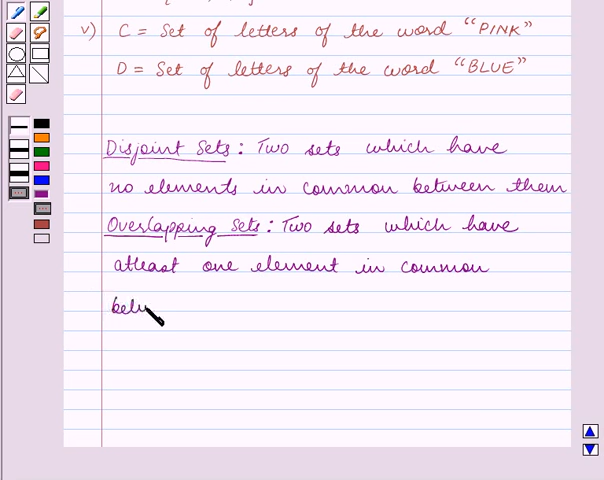 v) C = Set of letters of the word "PINK"
D = Set of letters of the word "BLUE"
Disjoint Sets: Two sets which have
no elements in common between them
Overlapping Sets: Two sets which have
atleast one element in common